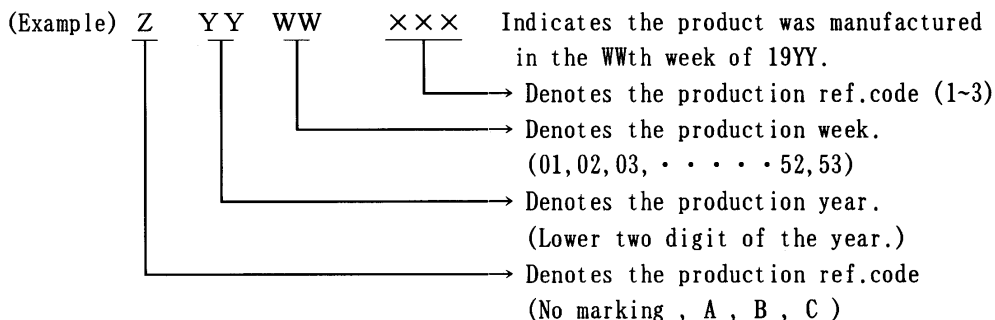 (Example) Z YY WW ××× Indicates the product was manufactured
in the WWth week of 19YY.
Denotes the production ref.code (1~3)
Denotes the production week.
(01,02,03, ・・・・・52,53)
Denotes the production year.
(Lower two digit of the year.)
Denotes the production ref.code
(No marking , A , B , C )